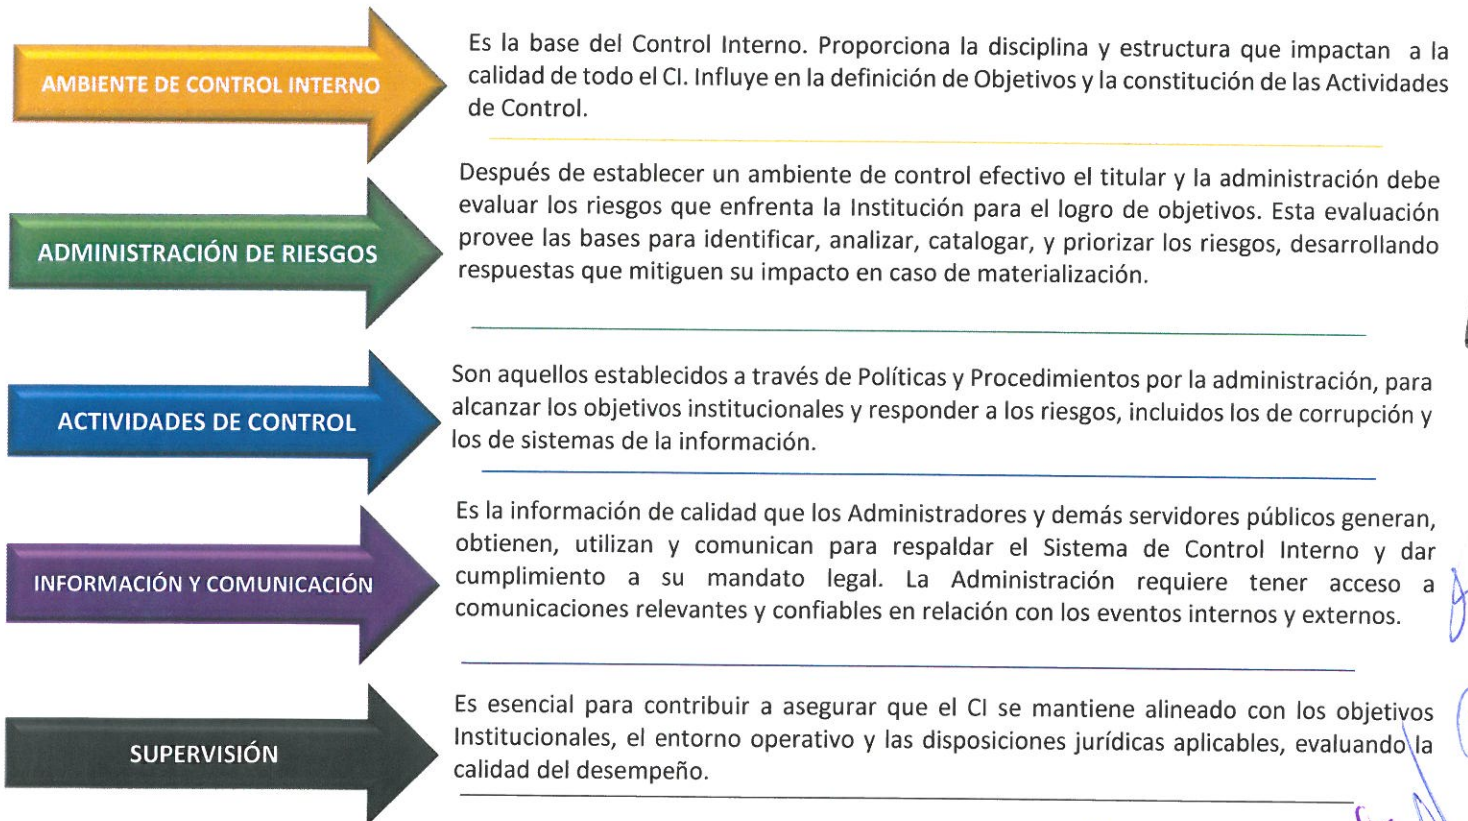 AMBIENTE DE CONTROL INTERNO
Es la base del Control Interno. Proporciona la disciplina y estructura que impactan a la
calidad de todo el CI. Influye en la definición de Objetivos y la constitución de las Actividades
de Control.
ADMINISTRACIÓN DE RIESGOS
Después de establecer un ambiente de control efectivo el titular y la administración debe
evaluar los riesgos que enfrenta la Institución para el logro de objetivos. Esta evaluación
provee las bases para identificar, analizar, catalogar, y priorizar los riesgos, desarrollando
respuestas que mitiguen su impacto en caso de materialización.
ACTIVIDADES DE CONTROL
Son aquellos establecidos a través de Políticas y Procedimientos por la administración, para
alcanzar los objetivos institucionales y responder a los riesgos, incluidos los de corrupción y
los de sistemas de la información.
INFORMACIÓN Y COMUNICACIÓN
Es la información de calidad que los Administradores y demás servidores públicos generan,
obtienen, utilizan y comunican para respaldar el Sistema de Control Interno y dar
cumplimiento a su mandato legal. La Administración requiere tener acceso a
comunicaciones relevantes y confiables en relación con los eventos internos y externos.
SUPERVISIÓN
Es esencial para contribuir a asegurar que el CI se mantiene alineado con los objetivos
Institucionales, el entorno operativo y las disposiciones jurídicas aplicables, evaluando la
calidad del desempeño.